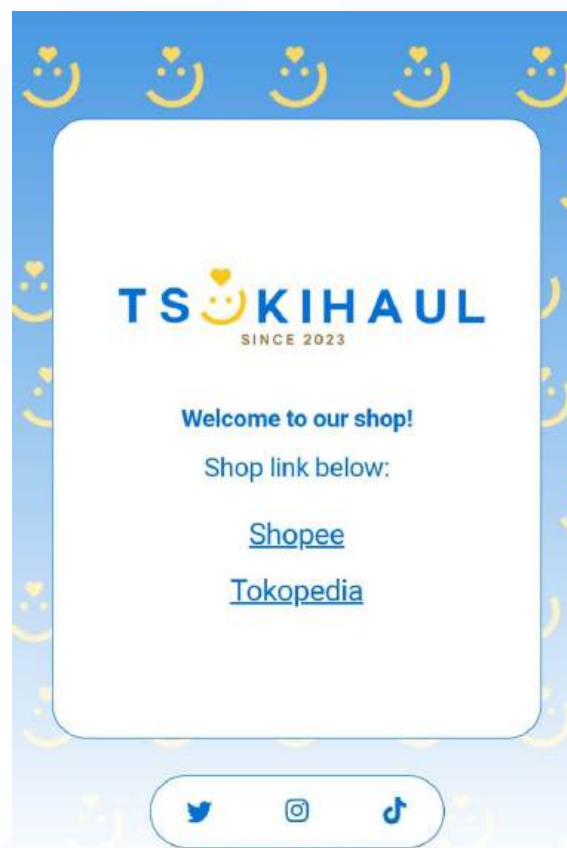 TSUKIHAUL
SINCE 2023
Welcome to our shop!
Shop link below:
Shopee
Tokopedia